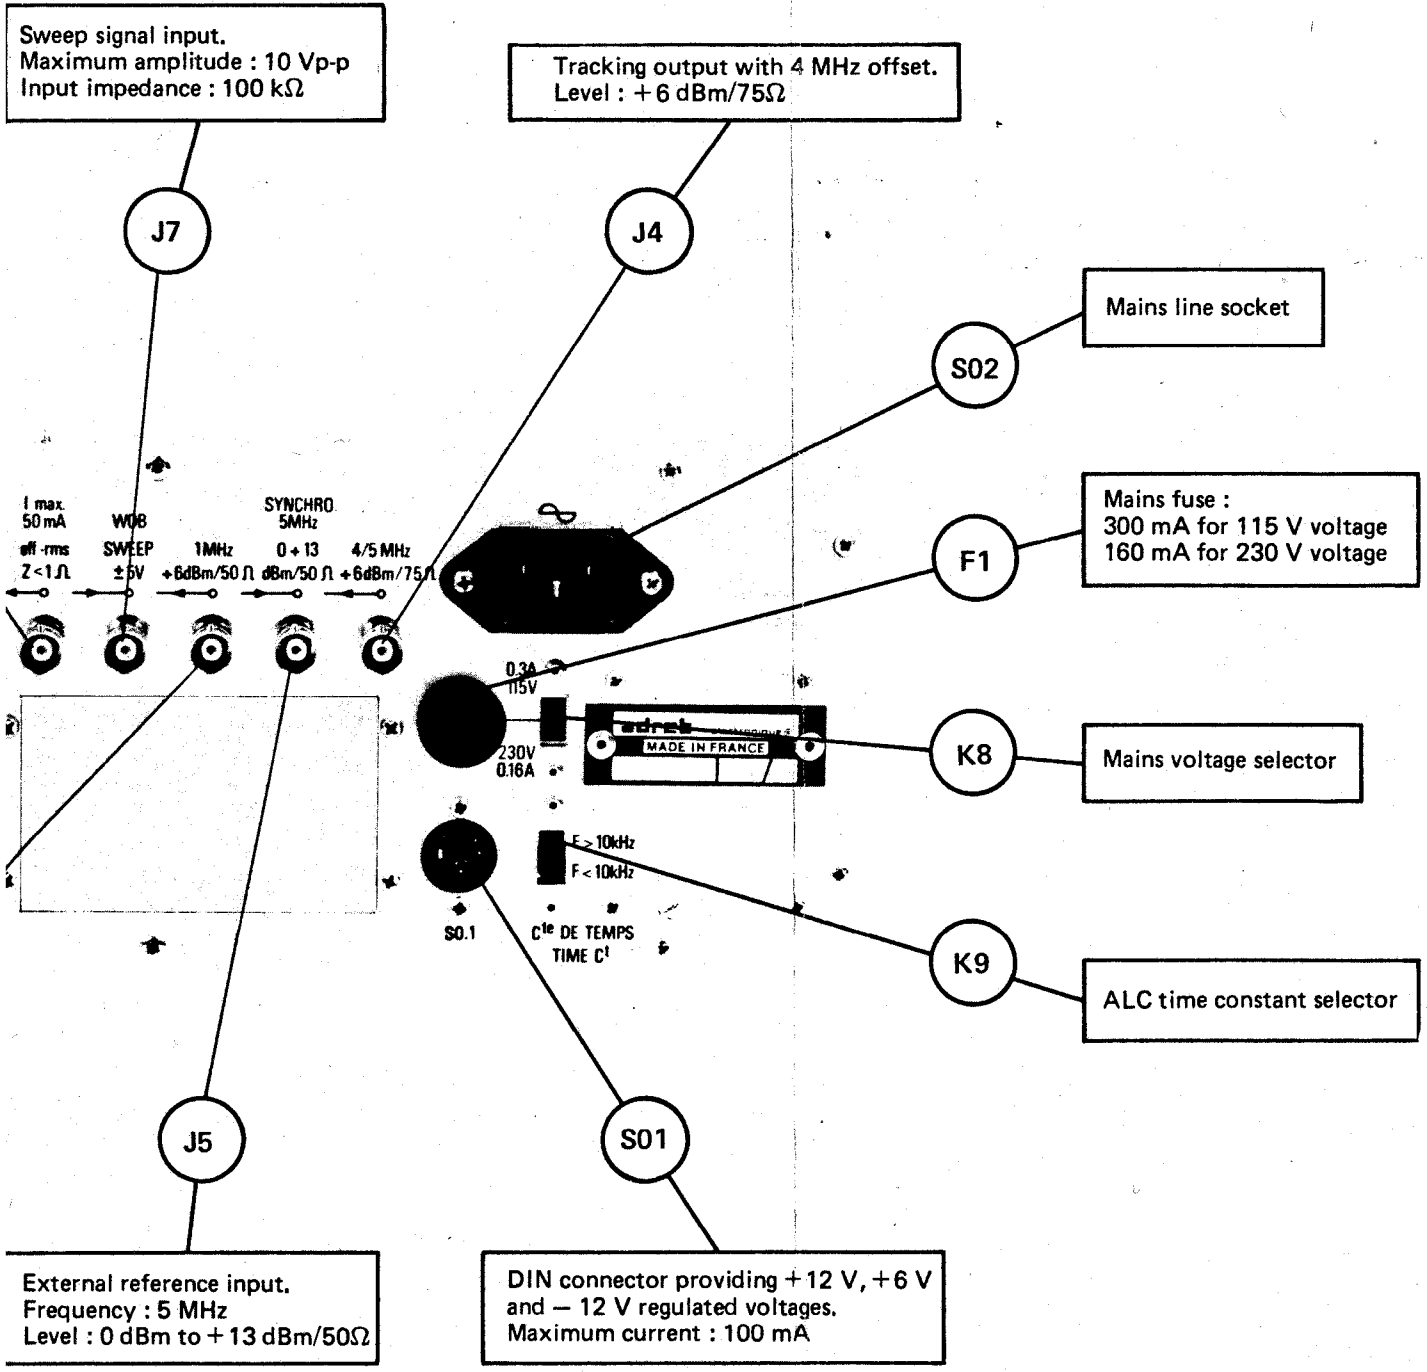 Sweep signal input.
Maximum amplitude : 10 Vp-p
Input impedance : 100 kΩ
Tracking output with 4 MHz offset.
Level : +6 dBm/75Ω
J7
J4
Mains line socket
S02
Mains fuse :
300 mA for 115 V voltage
160 mA for 230 V voltage
F1
I max.
50 mA
eff-rms
Z<1Ω
WOB
SWEEP
±5V
1MHz
+6dBm/50Ω
SYNCHRO
5MHz
0+13
dBm/50Ω
4/5 MHz
+6dBm/75Ω
0.3A
115V
230V
0.16A
adret
MADE IN FRANCE
K8
Mains voltage selector
F>10kHz
F<10kHz
S0.1
Cte DE TEMPS
TIME Ct
K9
ALC time constant selector
J5
S01
External reference input.
Frequency : 5 MHz
Level : 0 dBm to +13 dBm/50Ω
DIN connector providing +12 V, +6 V
and – 12 V regulated voltages.
Maximum current : 100 mA